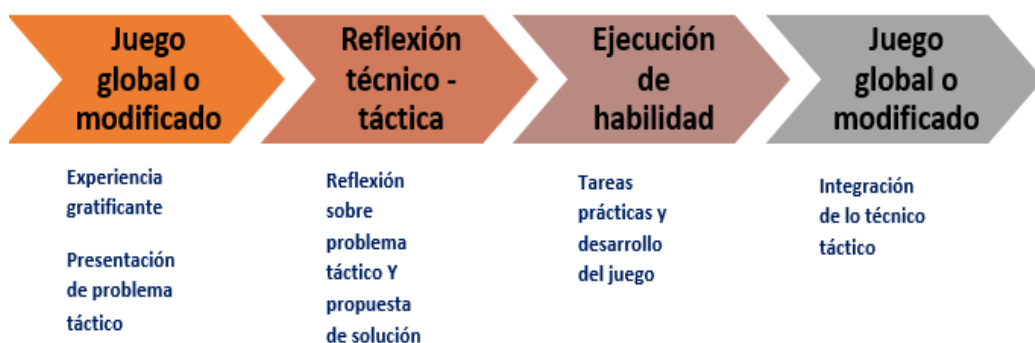 Juego
global o
modificado
Experiencia
gratificante
Presentación
de problema
táctico
Reflexión
técnico -
táctica
Reflexión
sobre
problema
táctico Y
propuesta
de solución
Ejecución
de
habilidad
Tareas
prácticas y
desarrollo
del juego
Juego
global o
modificado
Integración
de lo técnico
táctico